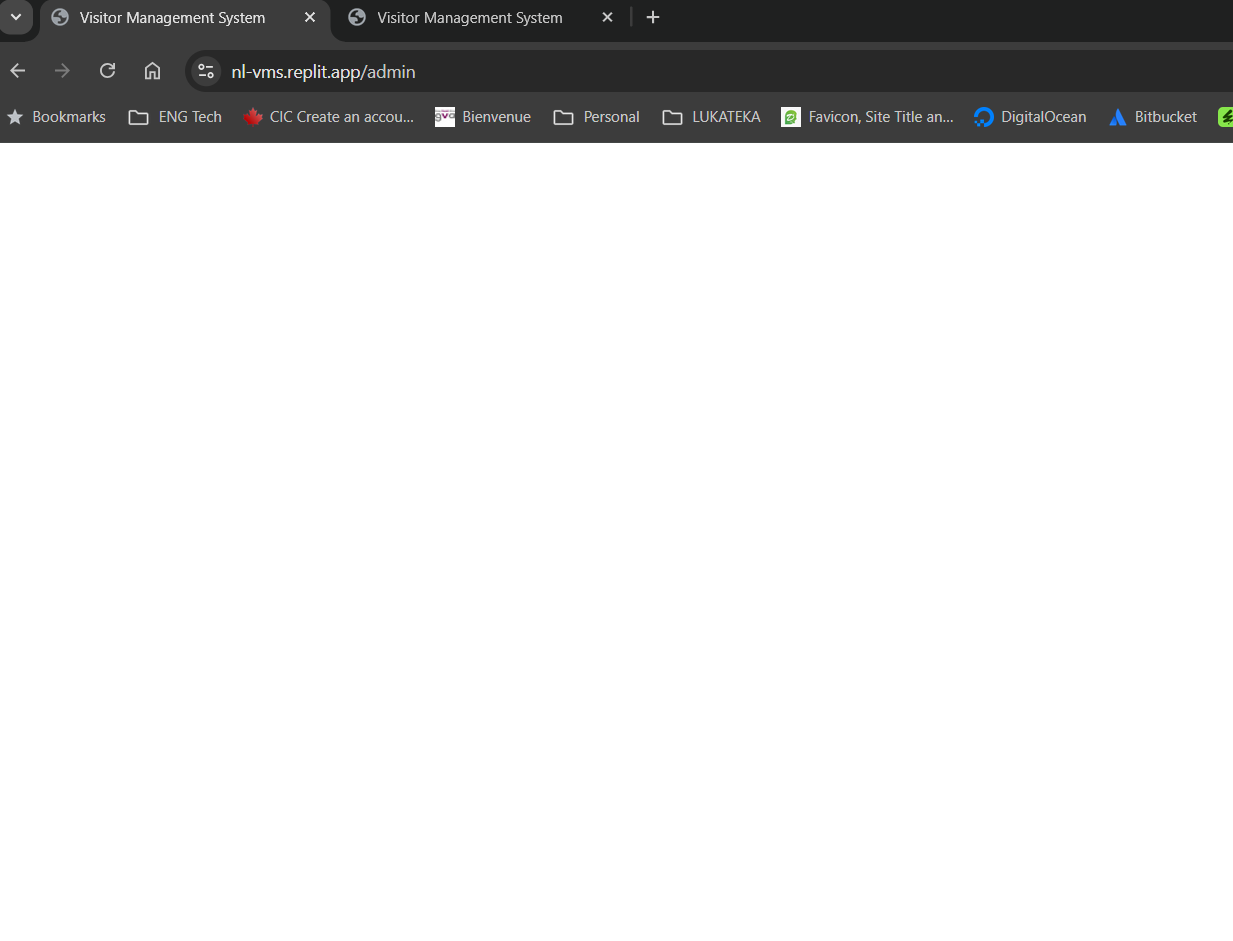 Visitor Management System Visitor Management System
nl-vms.replit.app/admin
Bookmarks ENG Tech CIC Create an accou... gva Bienvenue Personal LUKATEKA Favicon, Site Title an... DigitalOcean Bitbucket